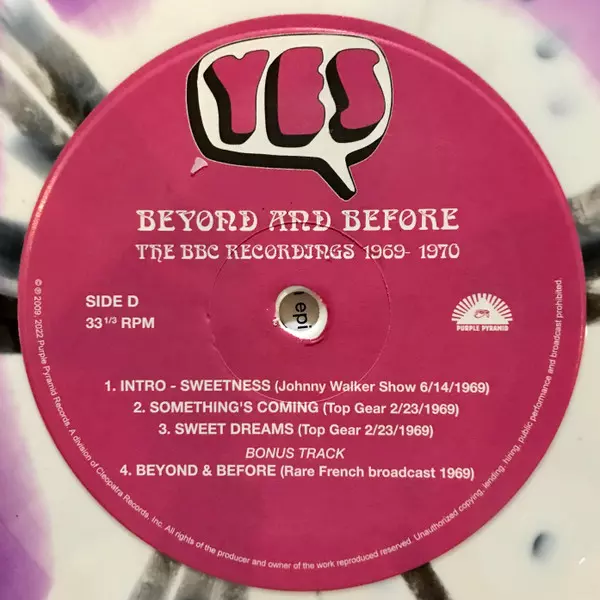 YES
BEYOND AND BEFORE
THE BBC RECORDINGS 1969- 1970
SIDE D
33 1/3 RPM
PURPLE PYRAMID
epi
1. INTRO - SWEETNESS (Johnny Walker Show 6/14/1969)
2. SOMETHING'S COMING (Top Gear 2/23/1969)
3. SWEET DREAMS (Top Gear 2/23/1969)
BONUS TRACK
4. BEYOND & BEFORE (Rare French broadcast 1969)
© ℗ 2009, 2022 Purple Pyramid Records. A division of Cleopatra Records, Inc. All rights of the producer and owner of the work reproduced reserved. Unauthorized copying, lending, hiring, public performance and broadcast prohibited.